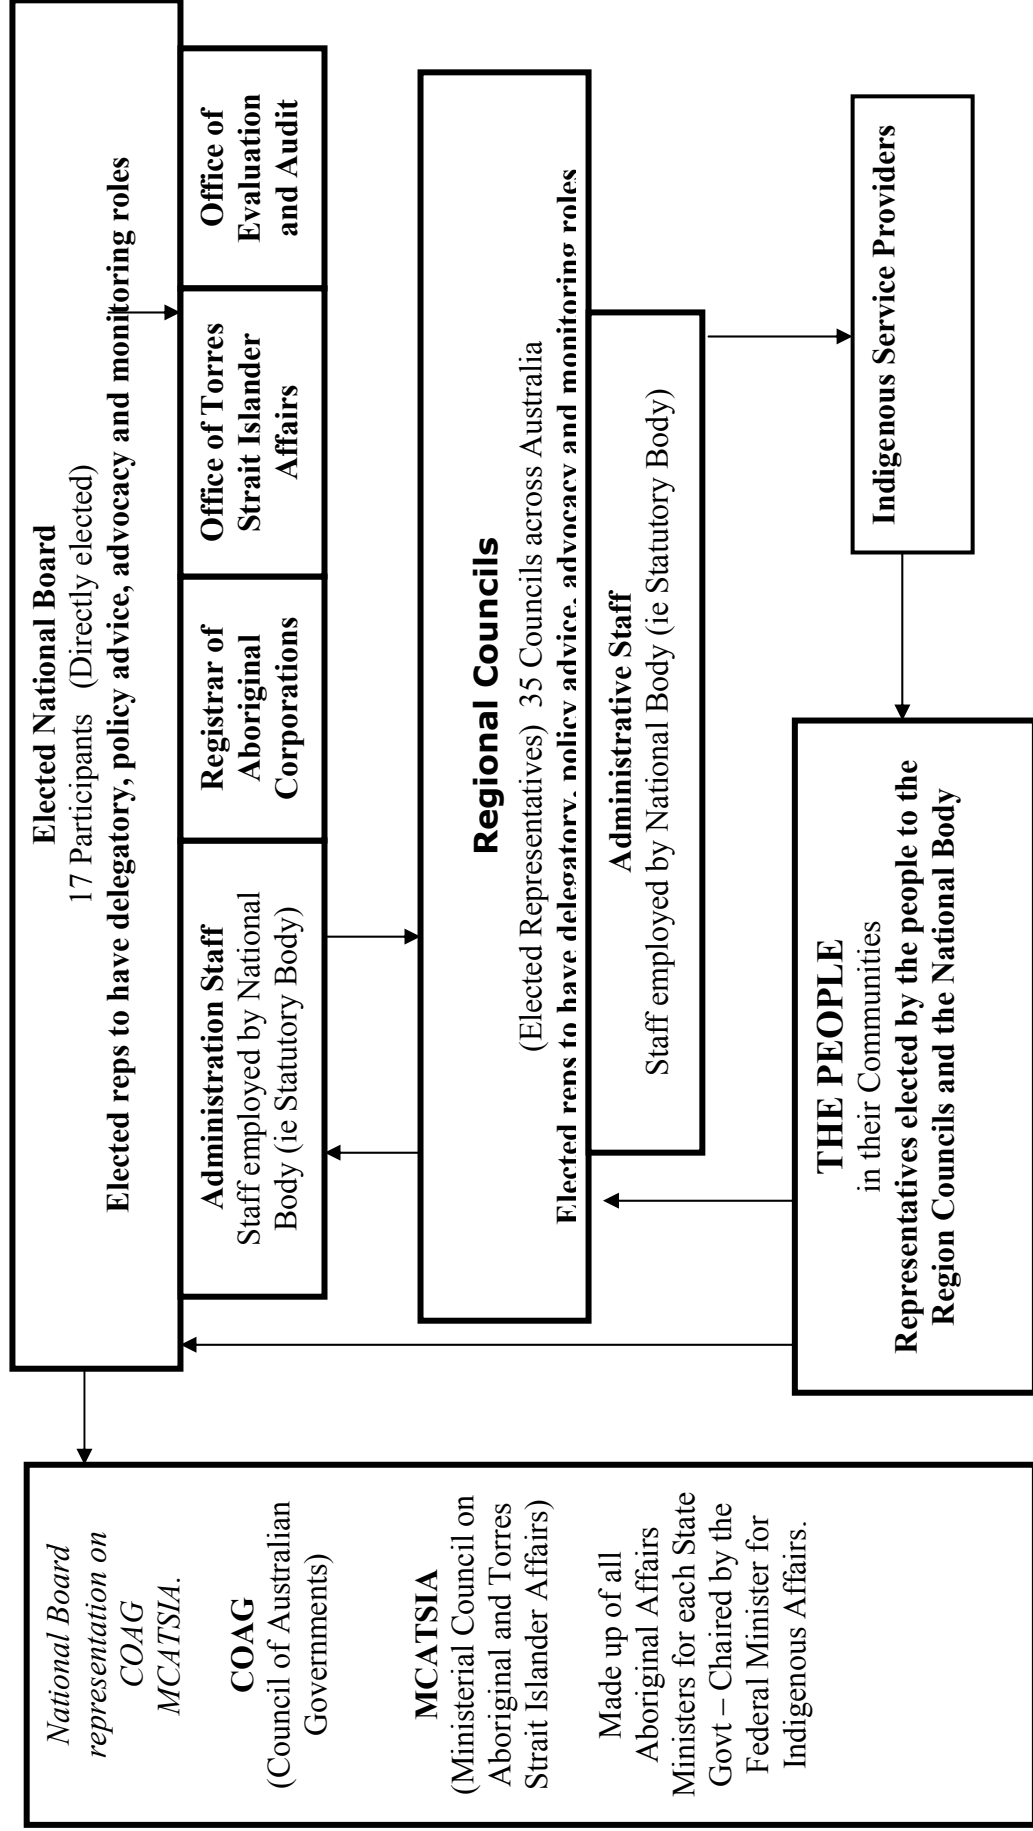 National Board
representation on
COAG
MCATSIA.
COAG
(Council of Australian
Governments)
MCATSIA
(Ministerial Council on
Aboriginal and Torres
Strait Islander Affairs)
Made up of all
Aboriginal Affairs
Ministers for each State
Govt – Chaired by the
Federal Minister for
Indigenous Affairs.
Elected National Board
17 Participants (Directly elected)
Elected reps to have delegatory, policy advice, advocacy and monitoring roles
Administration Staff
Staff employed by National
Body (ie Statutory Body)
Registrar of
Aboriginal
Corporations
Office of Torres
Strait Islander
Affairs
Office of
Evaluation
and Audit
Regional Councils
(Elected Representatives) 35 Councils across Australia
Elected reps to have delegatory, policy advice, advocacy and monitoring roles
Administrative Staff
Staff employed by National Body (ie Statutory Body)
THE PEOPLE
in their Communities
Representatives elected by the people to the
Region Councils and the National Body
Indigenous Service Providers